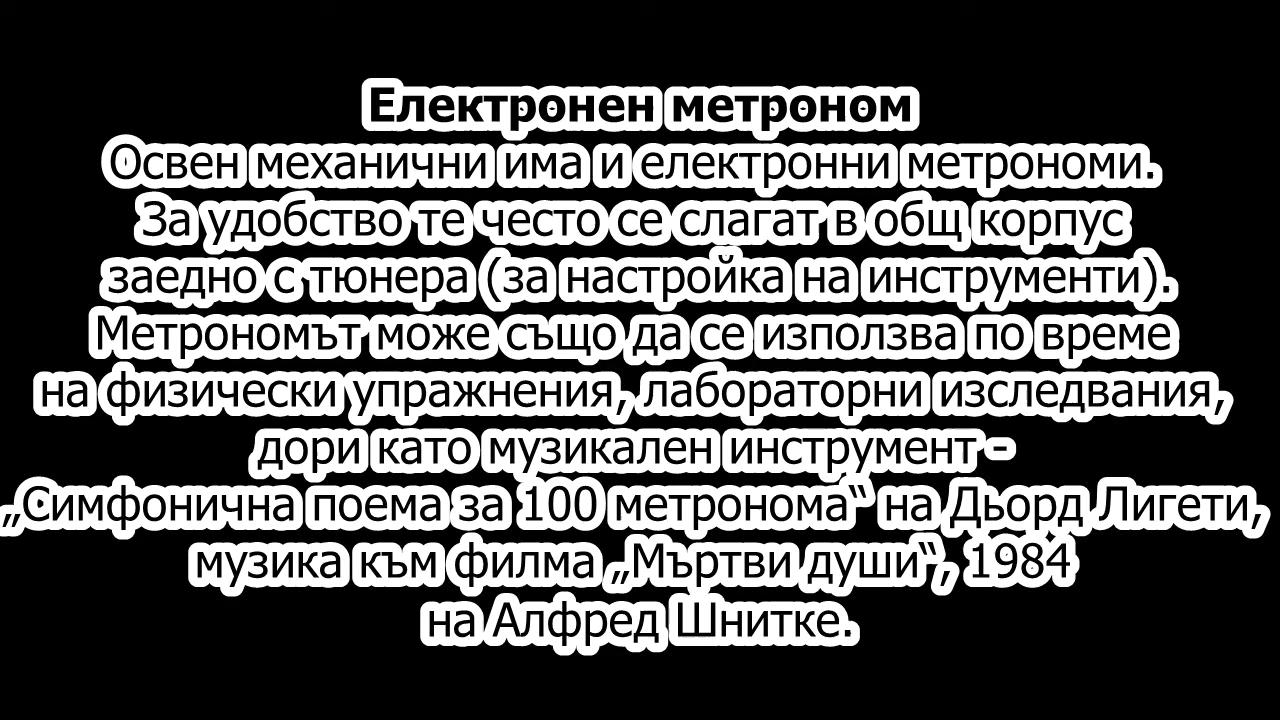 Електронен метроном
Освен механични има и електронни метрономи.
За удобство те често се слагат в общ корпус
заедно с тюнера (за настройка на инструменти).
Метрономът може също да се използва по време
на физически упражнения, лабораторни изследвания,
дори като музикален инструмент -
„Симфонична поема за 100 метронома“ на Дьорд Лигети,
музика към филма „Мъртви души“, 1984
на Алфред Шнитке.